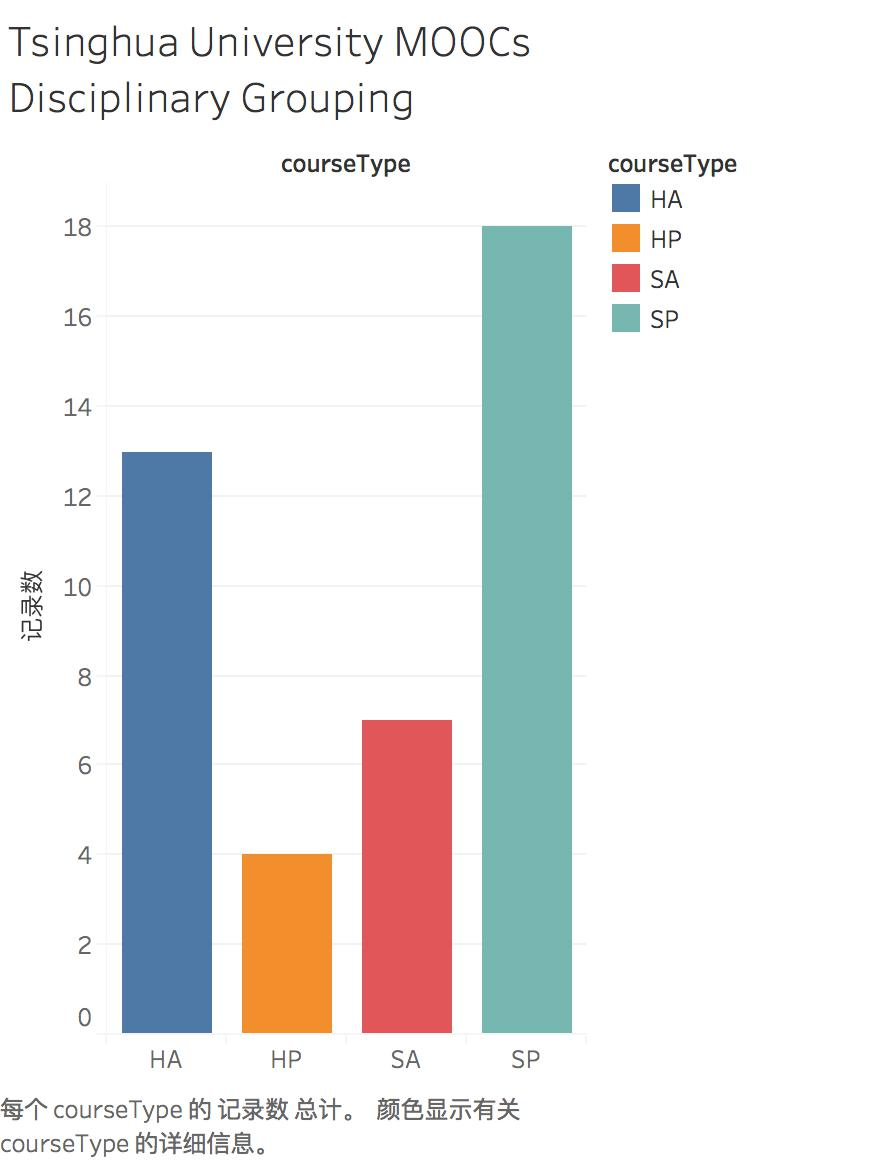 Tsinghua University MOOCs
Disciplinary Grouping
courseType
courseType
HA
HP
SA
SP
18
16
14
12
10
8
6
4
2
0
记录数
HA HP SA SP
每个 courseType 的 记录数 总计。 颜色显示有关
courseType 的详细信息。